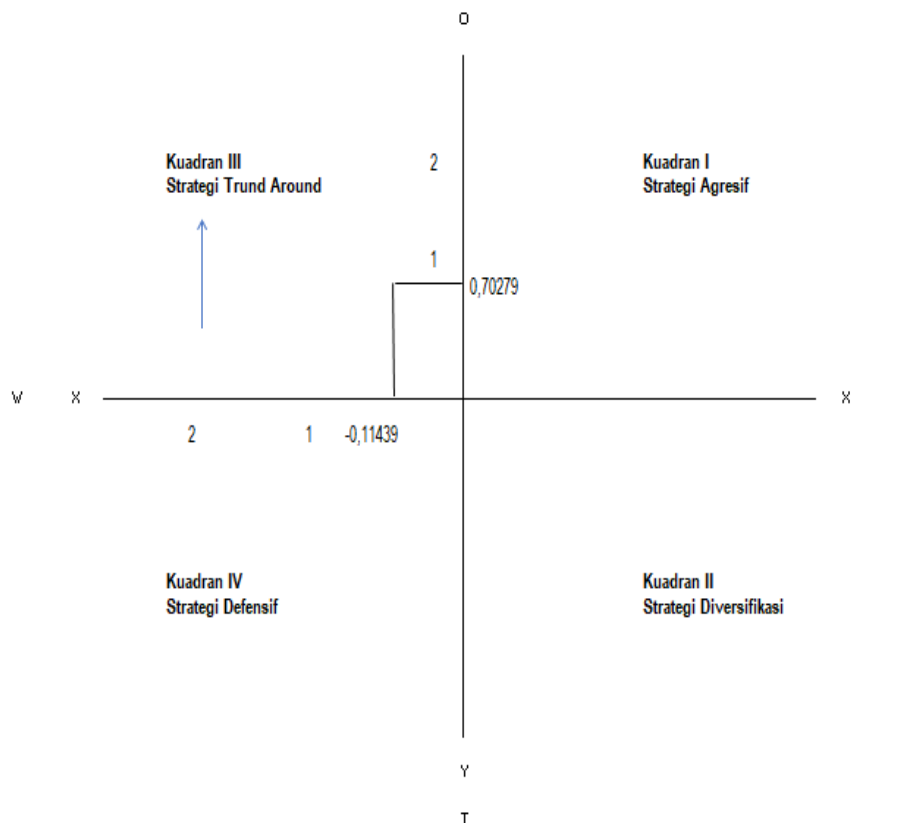 O
Kuadran III
Strategi Trund Around
2
Kuadran I
Strategi Agresif
1
0,70279
W X X
2 1 -0,11439
Kuadran IV
Strategi Defensif
Kuadran II
Strategi Diversifikasi
Y
T